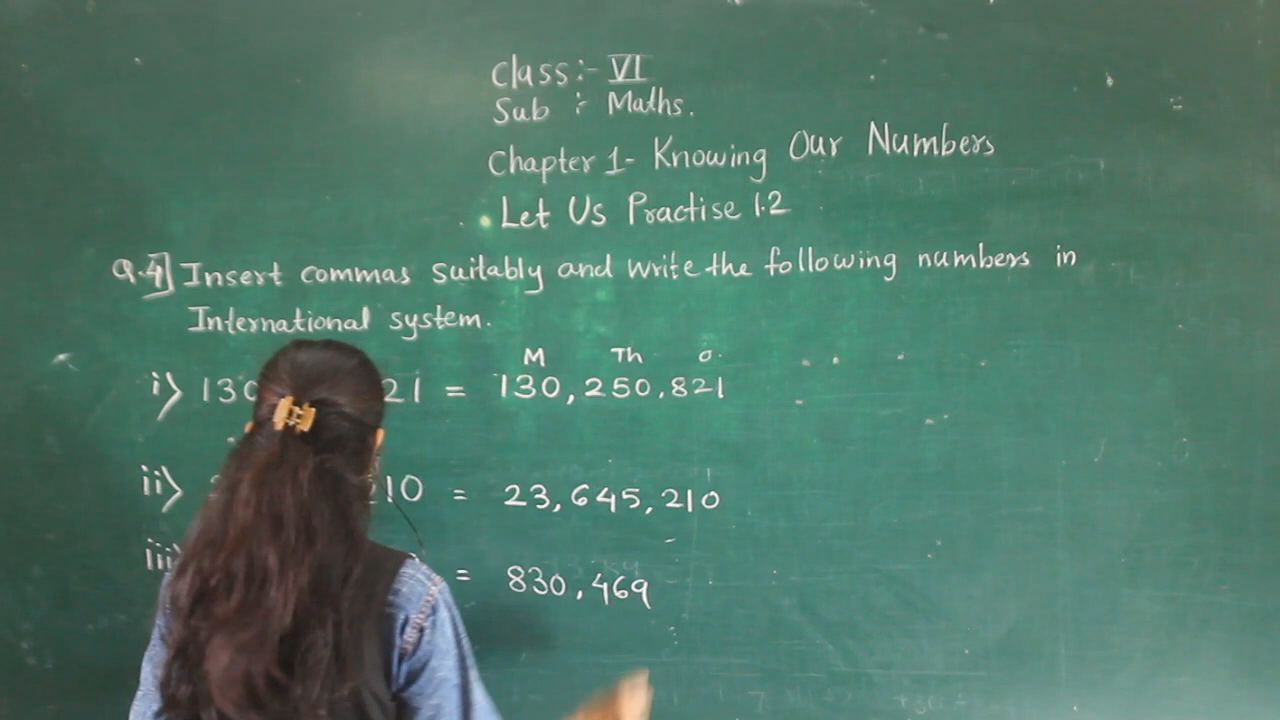 Class:- VI
Sub :- Maths.
Chapter 1- Knowing Our Numbers
Let Us Practise 1.2
Q.4] Insert commas suitably and write the following numbers in
International system.
M Th O.
i) 130 21 = 130,250,821
ii) 210 = 23,645,210
iii) = 830,469